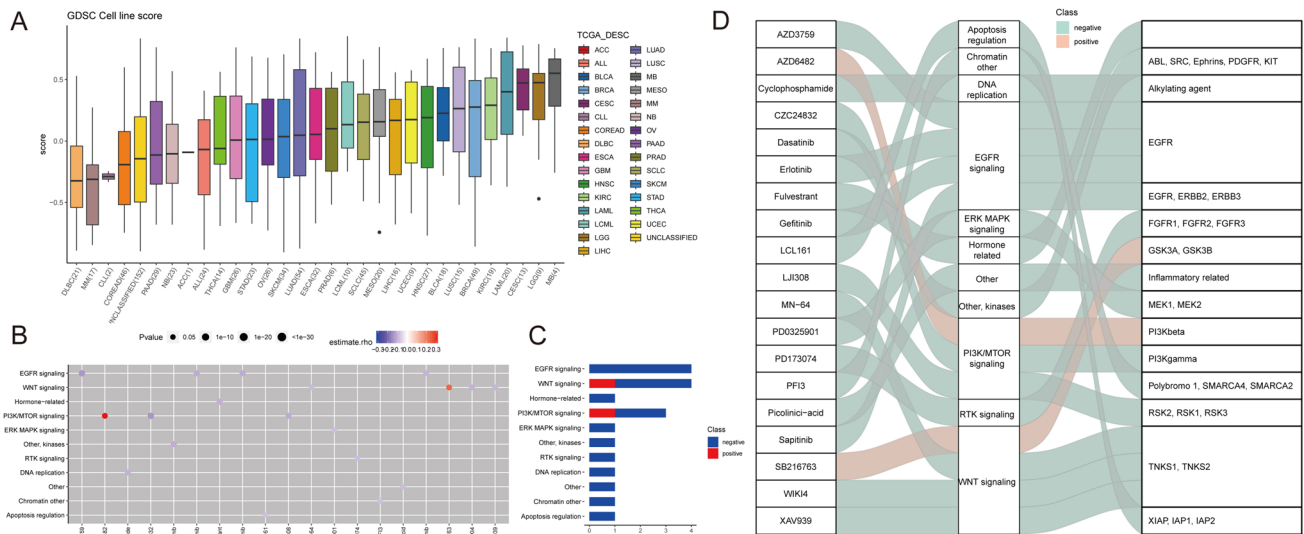 A
GDSC Cell line score
score
0.5
0.0
−0.5
DLBC(21)
MM(17)
CLL(2)
COREAD(46)
UNCLASSIFIED(152)
PAAD(29)
NB(23)
ACC(1)
ALL(24)
THCA(14)
GBM(26)
STAD(23)
OV(26)
SKCM(34)
LUAD(54)
ESCA(32)
PRAD(6)
LCML(10)
SCLC(45)
MESO(20)
LIHC(16)
UCEC(9)
HNSC(27)
BLCA(18)
LUSC(15)
BRCA(49)
KIRC(19)
LAML(20)
CESC(13)
LGG(9)
MB(4)
TCGA_DESC
ACC
ALL
BLCA
BRCA
CESC
CLL
COREAD
DLBC
ESCA
GBM
HNSC
KIRC
LAML
LCML
LGG
LIHC
LUAD
LUSC
MB
MESO
MM
NB
OV
PAAD
PRAD
SCLC
SKCM
STAD
THCA
UCEC
UNCLASSIFIED
B
Pvalue
0.05
1e−10
1e−20
<1e−30
estimate.rho
EGFR signaling
WNT signaling
Hormone−related
PI3K/MTOR signaling
ERK MAPK signaling
Other, kinases
RTK signaling
DNA replication
Other
Chromatin other
Apoptosis regulation
C
EGFR signaling
WNT signaling
Hormone−related
PI3K/MTOR signaling
ERK MAPK signaling
Other, kinases
RTK signaling
DNA replication
Other
Chromatin other
Apoptosis regulation
0
1
2
3
4
Class
negative
positive
D
Class
negative
positive
AZD3759
AZD6482
Cyclophosphamide
CZC24832
Dasatinib
Erlotinib
Fulvestrant
Gefitinib
LCL161
LJI308
MN−64
PD0325901
PD173074
PFI3
Picolinici−acid
Sapitinib
SB216763
WIKI4
XAV939
Apoptosis
regulation
Chromatin
other
DNA
replication
EGFR
signaling
ERK MAPK
signaling
Hormone
related
Other
Other, kinases
PI3K/MTOR
signaling
RTK signaling
WNT signaling
ABL, SRC, Ephrins, PDGFR, KIT
Alkylating agent
EGFR
EGFR, ERBB2, ERBB3
FGFR1, FGFR2, FGFR3
GSK3A, GSK3B
Inflammatory related
MEK1, MEK2
PI3Kbeta
PI3Kgamma
Polybromo 1, SMARCA4, SMARCA2
RSK2, RSK1, RSK3
TNKS1, TNKS2
XIAP, IAP1, IAP2